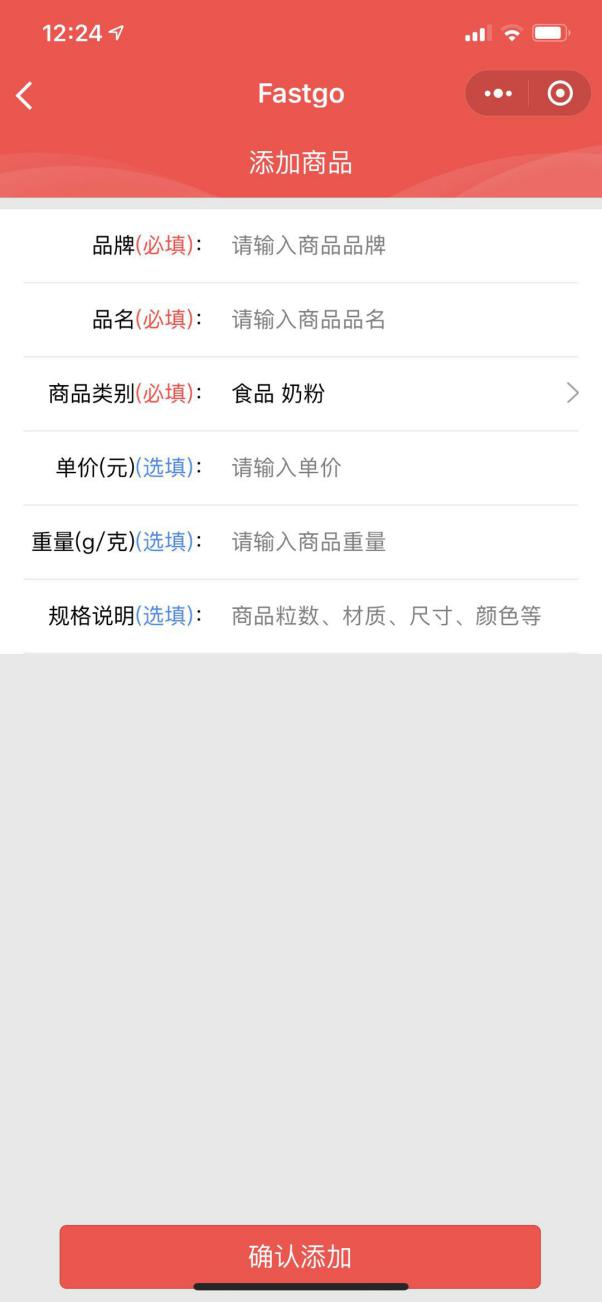 12:24
Fastgo
添加商品
品牌(必填): 请输入商品品牌
品名(必填): 请输入商品品名
商品类别(必填): 食品 奶粉
单价(元)(选填): 请输入单价
重量(g/克)(选填): 请输入商品重量
规格说明(选填): 商品粒数、材质、尺寸、颜色等
确认添加